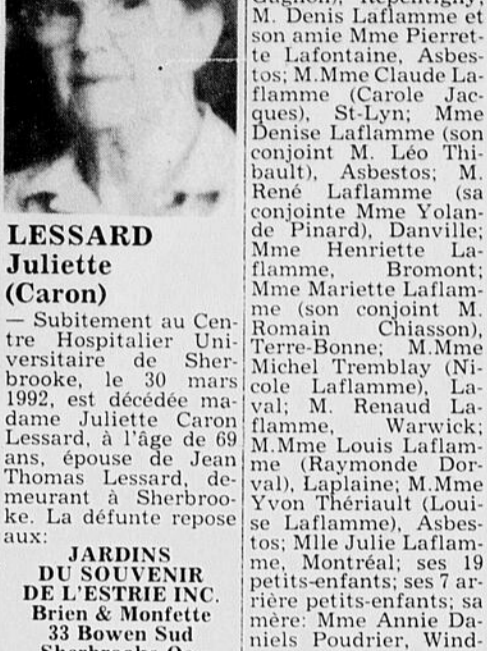 LESSARD
Juliette
(Caron)
— Subitement au Cen-
tre Hospitalier Uni-
versitaire de Sher-
brooke, le 30 mars
1992, est décédée ma-
dame Juliette Caron
Lessard, à l'âge de 69
ans, épouse de Jean
Thomas Lessard, de-
meurant à Sherbroo-
ke. La défunte repose
aux:
JARDINS
DU SOUVENIR
DE L'ESTRIE INC.
Brien & Monfette
33 Bowen Sud
M. Denis Laflamme et
son amie Mme Pierret-
te Lafontaine, Asbes-
tos; M.Mme Claude La-
flamme (Carole Jac-
ques), St-Lyn; Mme
Denise Laflamme (son
conjoint M. Léo Thi-
bault), Asbestos; M.
René Laflamme (sa
conjointe Mme Yolan-
de Pinard), Danville;
Mme Henriette La-
flamme, Bromont;
Mme Mariette Laflam-
me (son conjoint M.
Romain Chiasson),
Terre-Bonne; M.Mme
Michel Tremblay (Ni-
cole Laflamme), La-
val; M. Renaud La-
flamme, Warwick;
M.Mme Louis Laflam-
me (Raymonde Dor-
val), Laplaine; M.Mme
Yvon Thériault (Loui-
se Laflamme), Asbes-
tos; Mlle Julie Laflam-
me, Montréal; ses 19
petits-enfants; ses 7 ar-
rière petits-enfants; sa
mère: Mme Annie Da-
niels Poudrier, Wind-